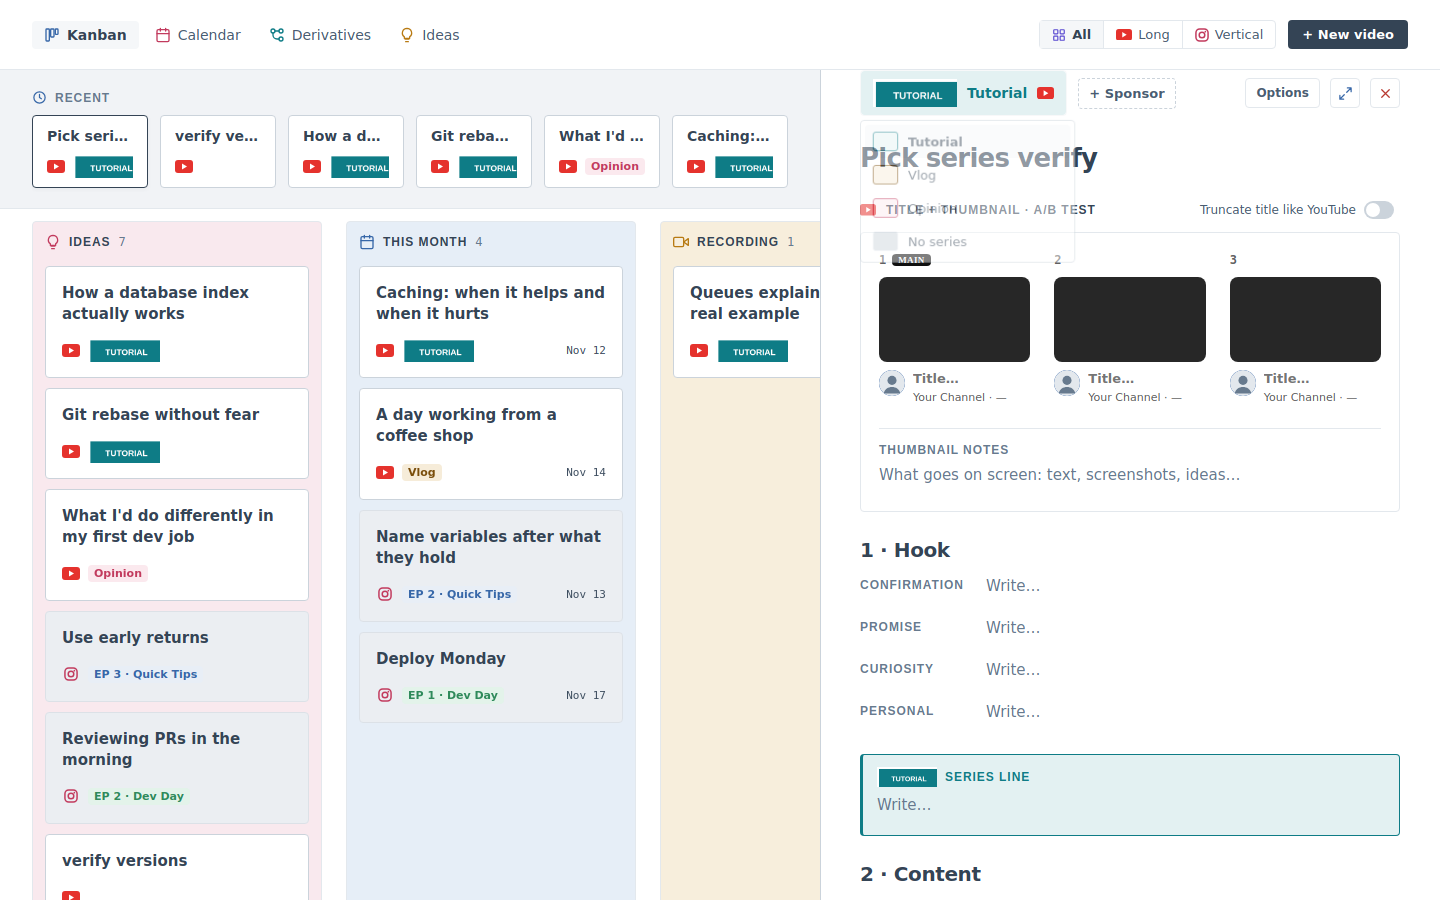 Kanban
Calendar
Derivatives
Ideas
All
Long
Vertical
+ New video
RECENT
Pick seri...
TUTORIAL
verify ve...
How a d...
TUTORIAL
Git reba...
TUTORIAL
What I'd ...
Opinion
Caching:...
TUTORIAL
IDEAS 7
How a database index
actually works
TUTORIAL
Git rebase without fear
TUTORIAL
What I'd do differently in
my first dev job
Opinion
Use early returns
EP 3 · Quick Tips
Reviewing PRs in the
morning
EP 2 · Dev Day
verify versions
THIS MONTH 4
Caching: when it helps and
when it hurts
TUTORIAL
Nov 12
A day working from a
coffee shop
Vlog
Nov 14
Name variables after what
they hold
EP 2 · Quick Tips
Nov 13
Deploy Monday
EP 1 · Dev Day
Nov 17
RECORDING 1
Queues explain
real example
TUTORIAL
TUTORIAL Tutorial
+ Sponsor
Options
Tutorial
Vlog
Opinion
No series
Pick series verify
TITLE + THUMBNAIL · A/B TEST
Truncate title like YouTube
1 MAIN
2
3
Title...
Your Channel · —
Title...
Your Channel · —
Title...
Your Channel · —
THUMBNAIL NOTES
What goes on screen: text, screenshots, ideas...
1 · Hook
CONFIRMATION Write...
PROMISE Write...
CURIOSITY Write...
PERSONAL Write...
TUTORIAL SERIES LINE
Write...
2 · Content